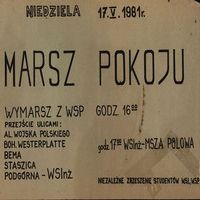 NIEDZIELA 17.V.1981r.
MARSZ POKOJU
WYMARSZ Z WSP GODZ. 16⁰⁰
PRZEJŚCIE ULICAMI:
AL. WOJSKA POLSKIEGO
BOH. WESTERPLATTE
BEMA
STASZICA
PODGÓRNA-WSInż
godz 17⁰⁰ WSInż-MSZA POLOWA
NIEZALEŻNE ZRZESZENIE STUDENTÓW WSI, WSP